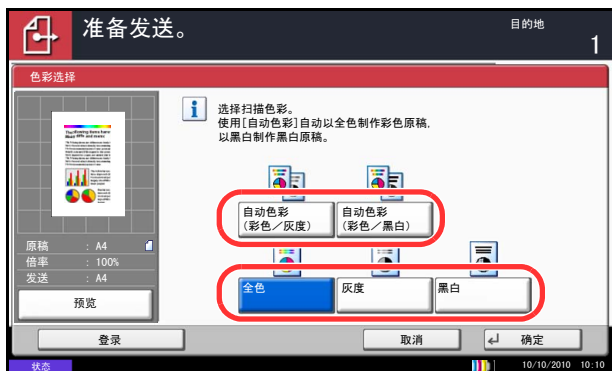 准备发送。
目的地
1
色彩选择
选择扫描色彩。
使用[自动色彩]自动以全色制作彩色原稿,
以黑白制作黑白原稿。
自动色彩
(彩色／灰度)
自动色彩
(彩色／黑白)
原稿 : A4
倍率 : 100%
发送 : A4
全色
灰度
黑白
预览
登录
取消
确定
状态
10/10/2010 10:10